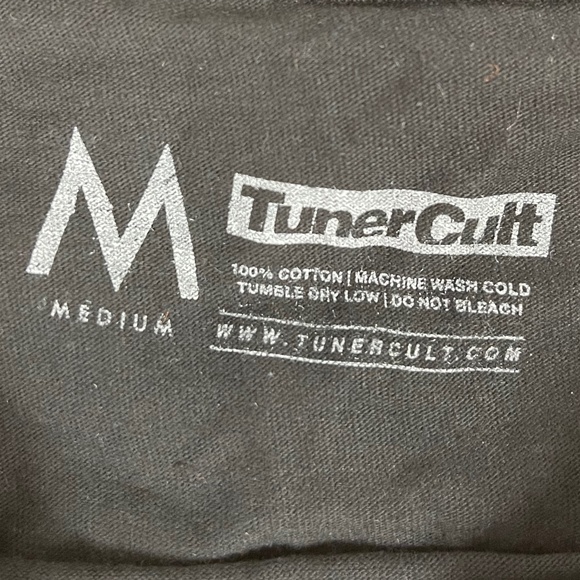 M
MEDIUM
TunerCult
100% COTTON | MACHINE WASH COLD
TUMBLE DRY LOW | DO NOT BLEACH
WWW.TUNERCULT.COM